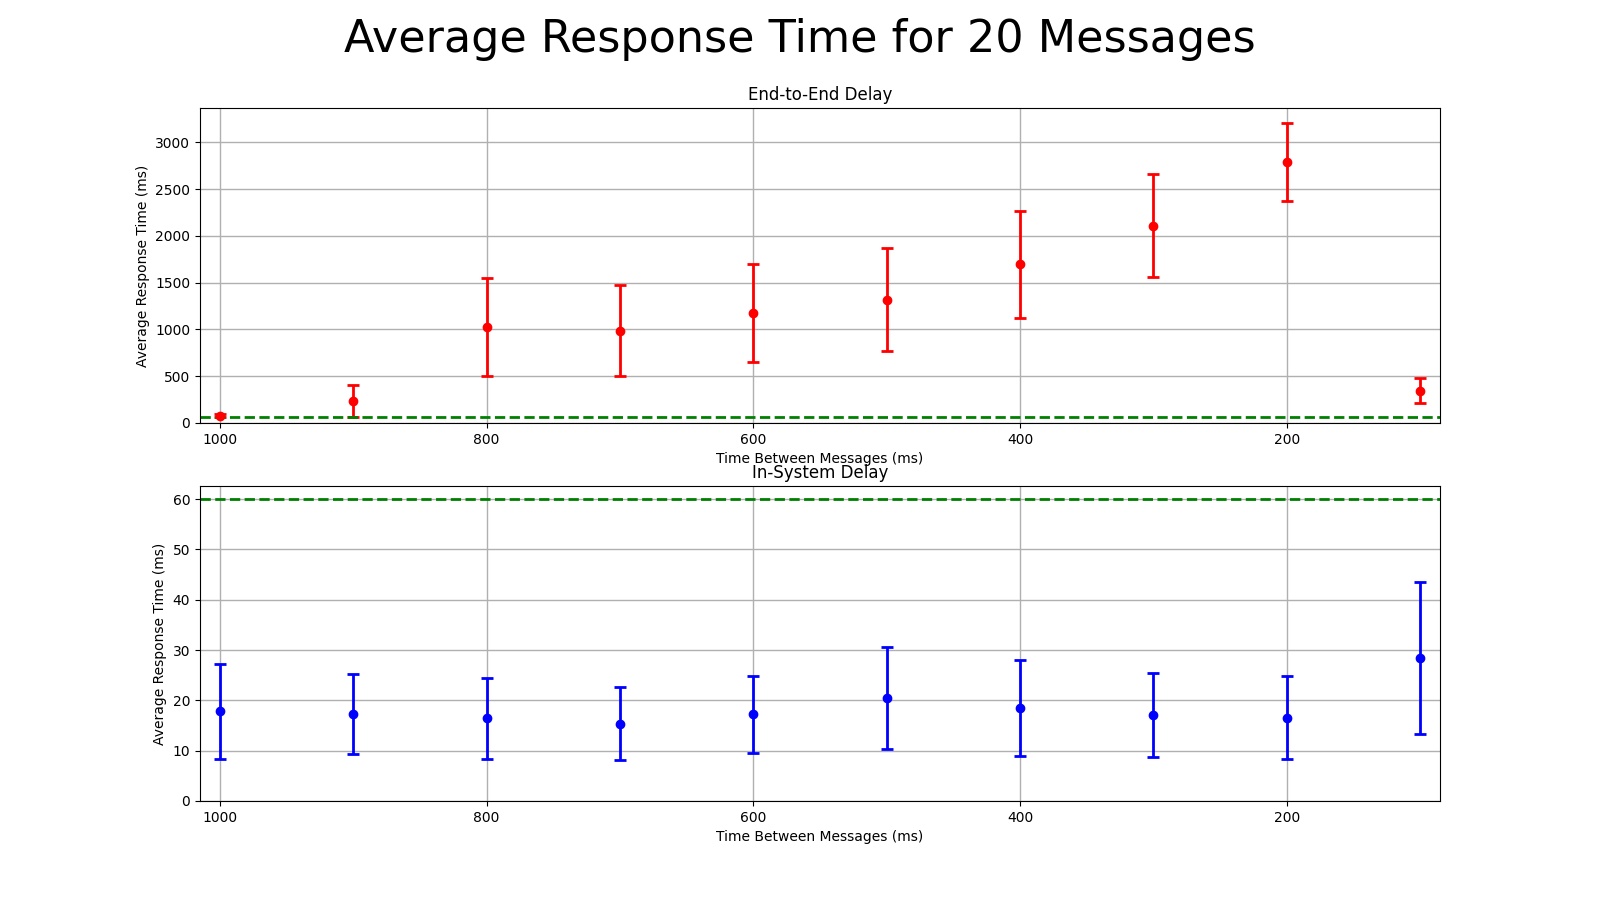 Average Response Time for 20 Messages
End-to-End Delay
Average Response Time (ms)
3000
2500
2000
1500
1000
500
0
1000 800 600 400 200
Time Between Messages (ms)
In-System Delay
Average Response Time (ms)
60
50
40
30
20
10
0
1000 800 600 400 200
Time Between Messages (ms)